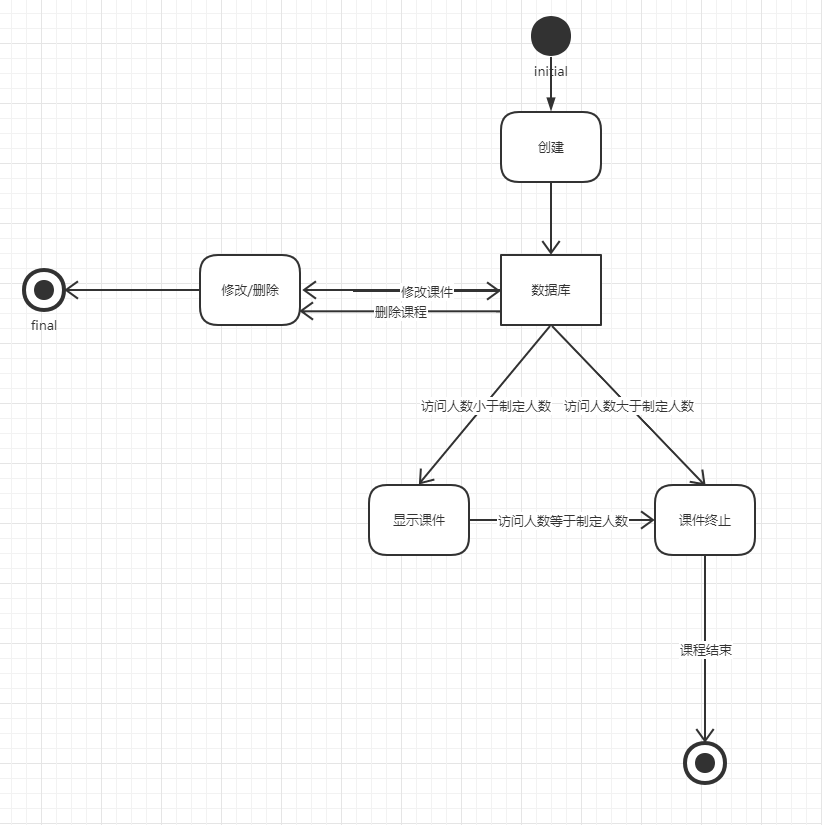 initial
创建
修改/删除
修改课件
数据库
删除课程
final
访问人数小于制定人数
访问人数大于制定人数
显示课件
访问人数等于制定人数
课件终止
课程结束